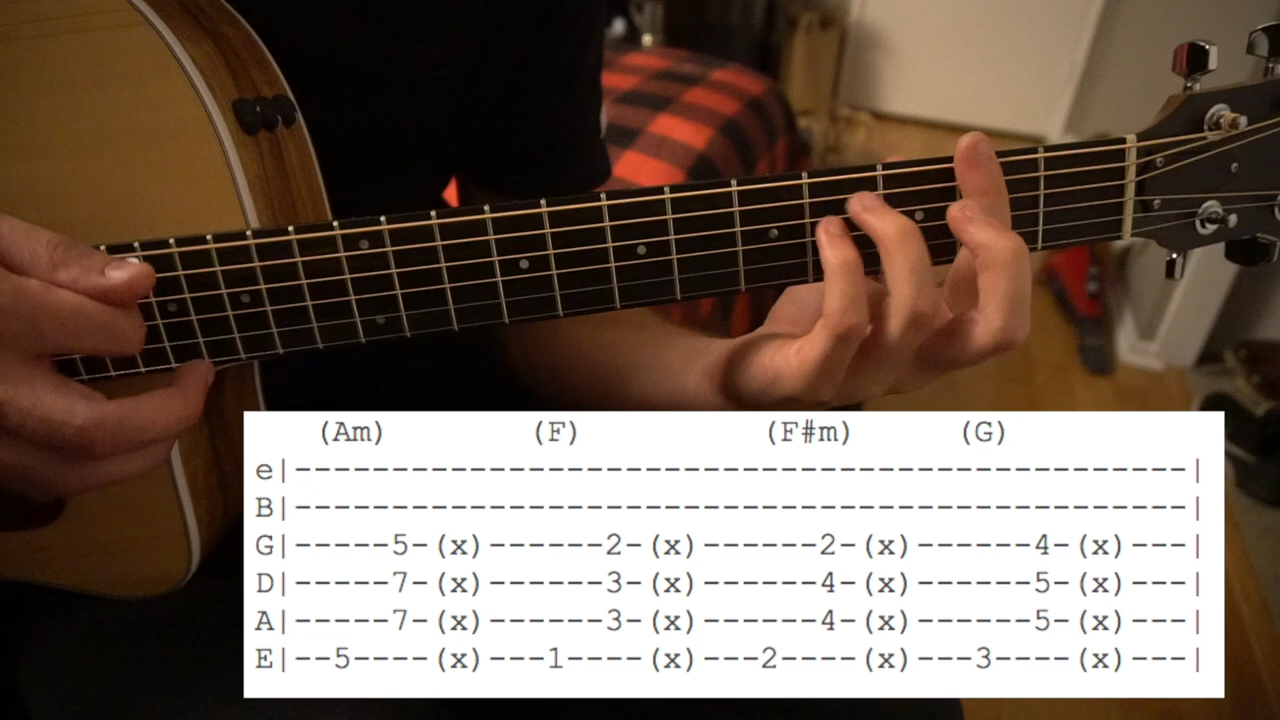 (Am) (F) (F#m) (G)
e|-------------------------------------------------------|
B|-------------------------------------------------------|
G|-----5-(x)------2-(x)------2-(x)------4-(x)---|
D|-----7-(x)------3-(x)------4-(x)------5-(x)---|
A|-----7-(x)------3-(x)------4-(x)------5-(x)---|
E|--5----(x)---1----(x)---2----(x)---3----(x)---|